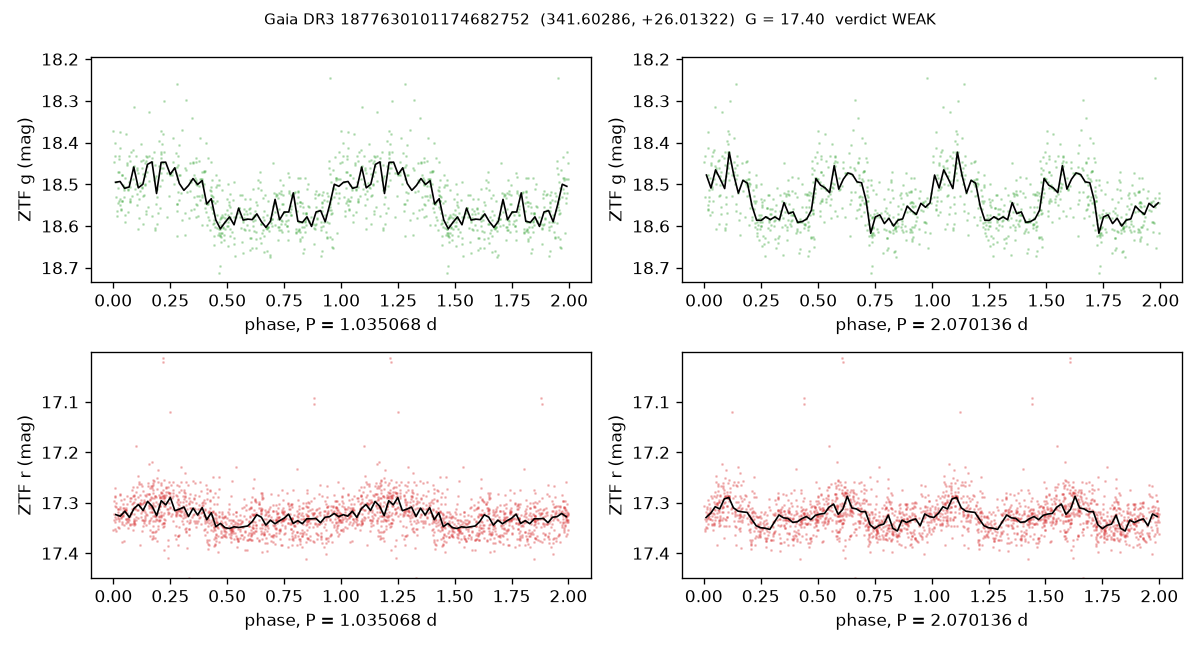 Gaia DR3 1877630101174682752 (341.60286, +26.01322) G = 17.40 verdict WEAK
18.2
18.3
18.4
18.5
18.6
18.7
ZTF g (mag)
0.00 0.25 0.50 0.75 1.00 1.25 1.50 1.75 2.00
phase, P = 1.035068 d
18.2
18.3
18.4
18.5
18.6
18.7
ZTF g (mag)
0.00 0.25 0.50 0.75 1.00 1.25 1.50 1.75 2.00
phase, P = 2.070136 d
17.1
17.2
17.3
17.4
ZTF r (mag)
0.00 0.25 0.50 0.75 1.00 1.25 1.50 1.75 2.00
phase, P = 1.035068 d
17.1
17.2
17.3
17.4
ZTF r (mag)
0.00 0.25 0.50 0.75 1.00 1.25 1.50 1.75 2.00
phase, P = 2.070136 d